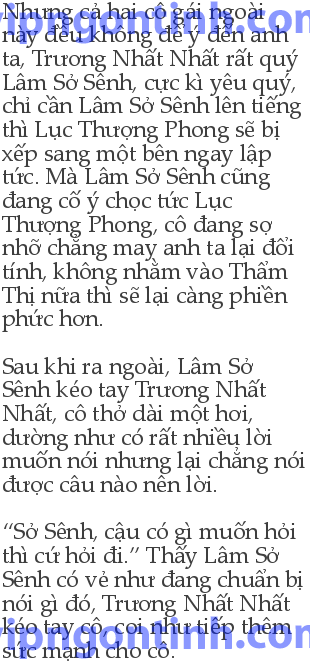 Nhưng cả hai cô gái ngoài
này đều không để ý đến anh
ta, Trương Nhất Nhất rất quý
Lâm Sở Sênh, cực kì yêu quý,
chỉ cần Lâm Sở Sênh lên tiếng
thì Lục Thượng Phong sẽ bị
xếp sang một bên ngay lập
tức. Mà Lâm Sở Sênh cũng
đang cố ý chọc tức Lục
Thượng Phong, cô đang sợ
nhỡ chẳng may anh ta lại đổi
tính, không nhằm vào Thẩm
Thị nữa thì sẽ lại càng phiền
phức hơn.
Sau khi ra ngoài, Lâm Sở
Sênh kéo tay Trương Nhất
Nhất, cô thở dài một hơi,
dường như có rất nhiều lời
muốn nói nhưng lại chẳng nói
được câu nào nên lời.
“Sở Sênh, cậu có gì muốn hỏi
thì cứ hỏi đi.” Thấy Lâm Sở
Sênh có vẻ như đang chuẩn bị
nói gì đó, Trương Nhất Nhất
kéo tay cô, coi như tiếp thêm
sức mạnh cho cô.